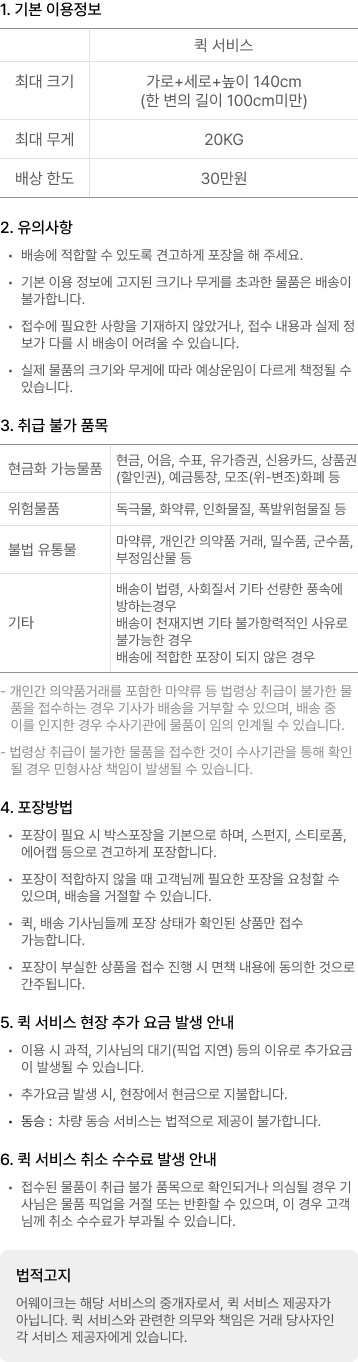 1. 기본 이용정보
퀵 서비스
최대 크기
가로+세로+높이 140cm
(한 변의 길이 100cm미만)
최대 무게
20KG
배상 한도
30만원
2. 유의사항
• 배송에 적합할 수 있도록 견고하게 포장을 해 주세요.
• 기본 이용 정보에 고지된 크기나 무게를 초과한 물품은 배송이
불가합니다.
• 접수에 필요한 사항을 기재하지 않았거나, 접수 내용과 실제 정
보가 다를 시 배송이 어려울 수 있습니다.
• 실제 물품의 크기와 무게에 따라 예상운임이 다르게 책정될 수
있습니다.
3. 취급 불가 품목
현금화 가능물품
현금, 어음, 수표, 유가증권, 신용카드, 상품권
(할인권), 예금통장, 모조(위-변조)화폐 등
위험물품
독극물, 화약류, 인화물질, 폭발위험물질 등
불법 유통물
마약류, 개인간 의약품 거래, 밀수품, 군수품,
부정임산물 등
기타
배송이 법령, 사회질서 기타 선량한 풍속에
방하는경우
배송이 천재지변 기타 불가항력적인 사유로
불가능한 경우
배송에 적합한 포장이 되지 않은 경우
- 개인간 의약품거래를 포함한 마약류 등 법령상 취급이 불가한 물
품을 접수하는 경우 기사가 배송을 거부할 수 있으며, 배송 중
이를 인지한 경우 수사기관에 물품이 임의 인계될 수 있습니다.
- 법령상 취급이 불가한 물품을 접수한 것이 수사기관을 통해 확인
될 경우 민형사상 책임이 발생될 수 있습니다.
4. 포장방법
• 포장이 필요 시 박스포장을 기본으로 하며, 스펀지, 스티로폼,
에어캡 등으로 견고하게 포장합니다.
• 포장이 적합하지 않을 때 고객님께 필요한 포장을 요청할 수
있으며, 배송을 거절할 수 있습니다.
• 퀵, 배송 기사님들께 포장 상태가 확인된 상품만 접수
가능합니다.
• 포장이 부실한 상품을 접수 진행 시 면책 내용에 동의한 것으로
간주됩니다.
5. 퀵 서비스 현장 추가 요금 발생 안내
• 이용 시 과적, 기사님의 대기(픽업 지연) 등의 이유로 추가요금
이 발생될 수 있습니다.
• 추가요금 발생 시, 현장에서 현금으로 지불합니다.
• 동승 : 차량 동승 서비스는 법적으로 제공이 불가합니다.
6. 퀵 서비스 취소 수수료 발생 안내
• 접수된 물품이 취급 불가 품목으로 확인되거나 의심될 경우 기
사님은 물품 픽업을 거절 또는 반환할 수 있으며, 이 경우 고객
님께 취소 수수료가 부과될 수 있습니다.
법적고지
어웨이크는 해당 서비스의 중개자로서, 퀵 서비스 제공자가
아닙니다. 퀵 서비스와 관련한 의무와 책임은 거래 당사자인
각 서비스 제공자에게 있습니다.